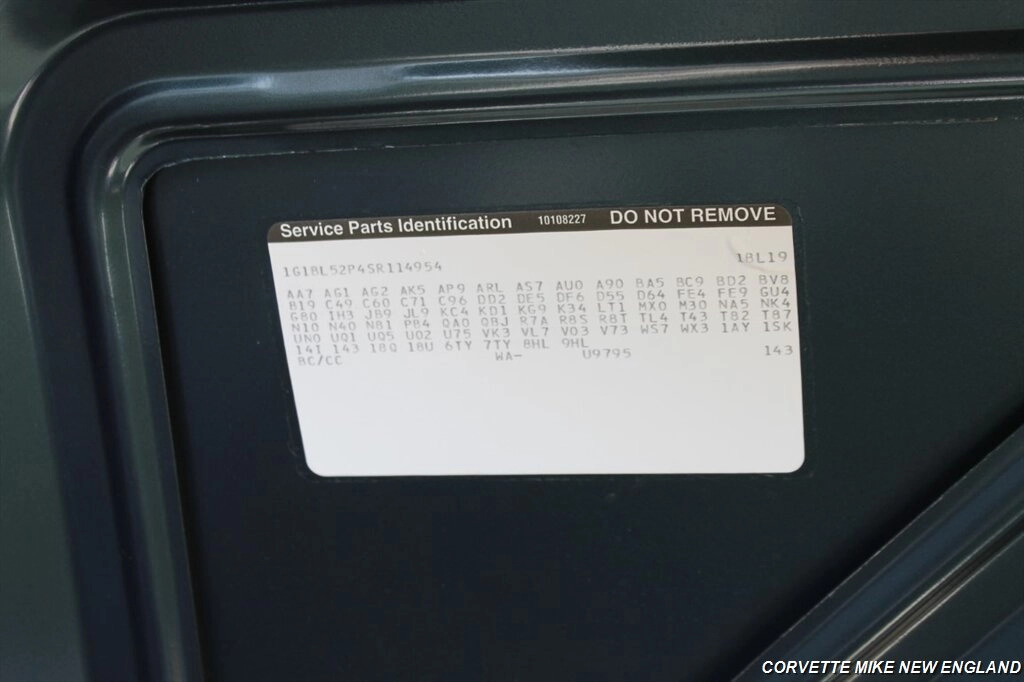 Service Parts Identification 10108227 DO NOT REMOVE
1G1BL52P4SR114954 1BL19
AA7 AG1 AG2 AK5 AP9 ARL AS7 AU0 A90 BA5 BC9 BD2 BV8
B19 C49 C60 C71 C96 DD2 DE5 DF6 D55 D64 FE4 FE9 GU4
G80 1H3 JB9 JL9 KC4 KD1 KG9 K34 LT1 MX0 M30 NA5 NK4
N10 N40 N81 PB4 QA0 QBJ R7A R8S R8T TL4 T43 T82 T87
UN0 UQ1 UQ5 U02 U75 VK3 VL7 V03 V73 WS7 WX3 1AY 1SK
14I 143 18Q 18U 6TY 7TY 8HL 9HL
BC/CC WA- U9795 143
CORVETTE MIKE NEW ENGLAND